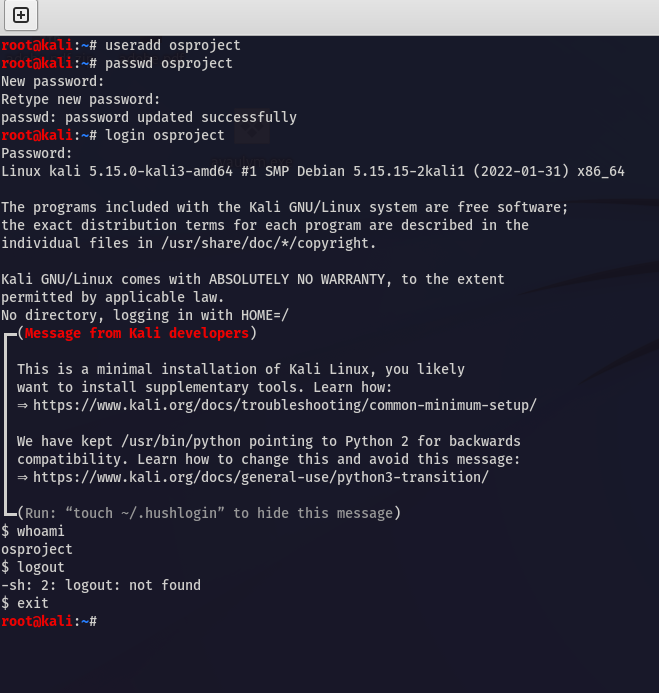 root@kali:~# useradd osproject
root@kali:~# passwd osproject
New password:
Retype new password:
passwd: password updated successfully
root@kali:~# login osproject
Password:
Linux kali 5.15.0-kali3-amd64 #1 SMP Debian 5.15.15-2kali1 (2022-01-31) x86_64
The programs included with the Kali GNU/Linux system are free software;
the exact distribution terms for each program are described in the
individual files in /usr/share/doc/*/copyright.
Kali GNU/Linux comes with ABSOLUTELY NO WARRANTY, to the extent
permitted by applicable law.
No directory, logging in with HOME=/
(Message from Kali developers)
This is a minimal installation of Kali Linux, you likely
want to install supplementary tools. Learn how:
⇒ https://www.kali.org/docs/troubleshooting/common-minimum-setup/
We have kept /usr/bin/python pointing to Python 2 for backwards
compatibility. Learn how to change this and avoid this message:
⇒ https://www.kali.org/docs/general-use/python3-transition/
(Run: “touch ~/.hushlogin” to hide this message)
$ whoami
osproject
$ logout
-sh: 2: logout: not found
$ exit
root@kali:~#